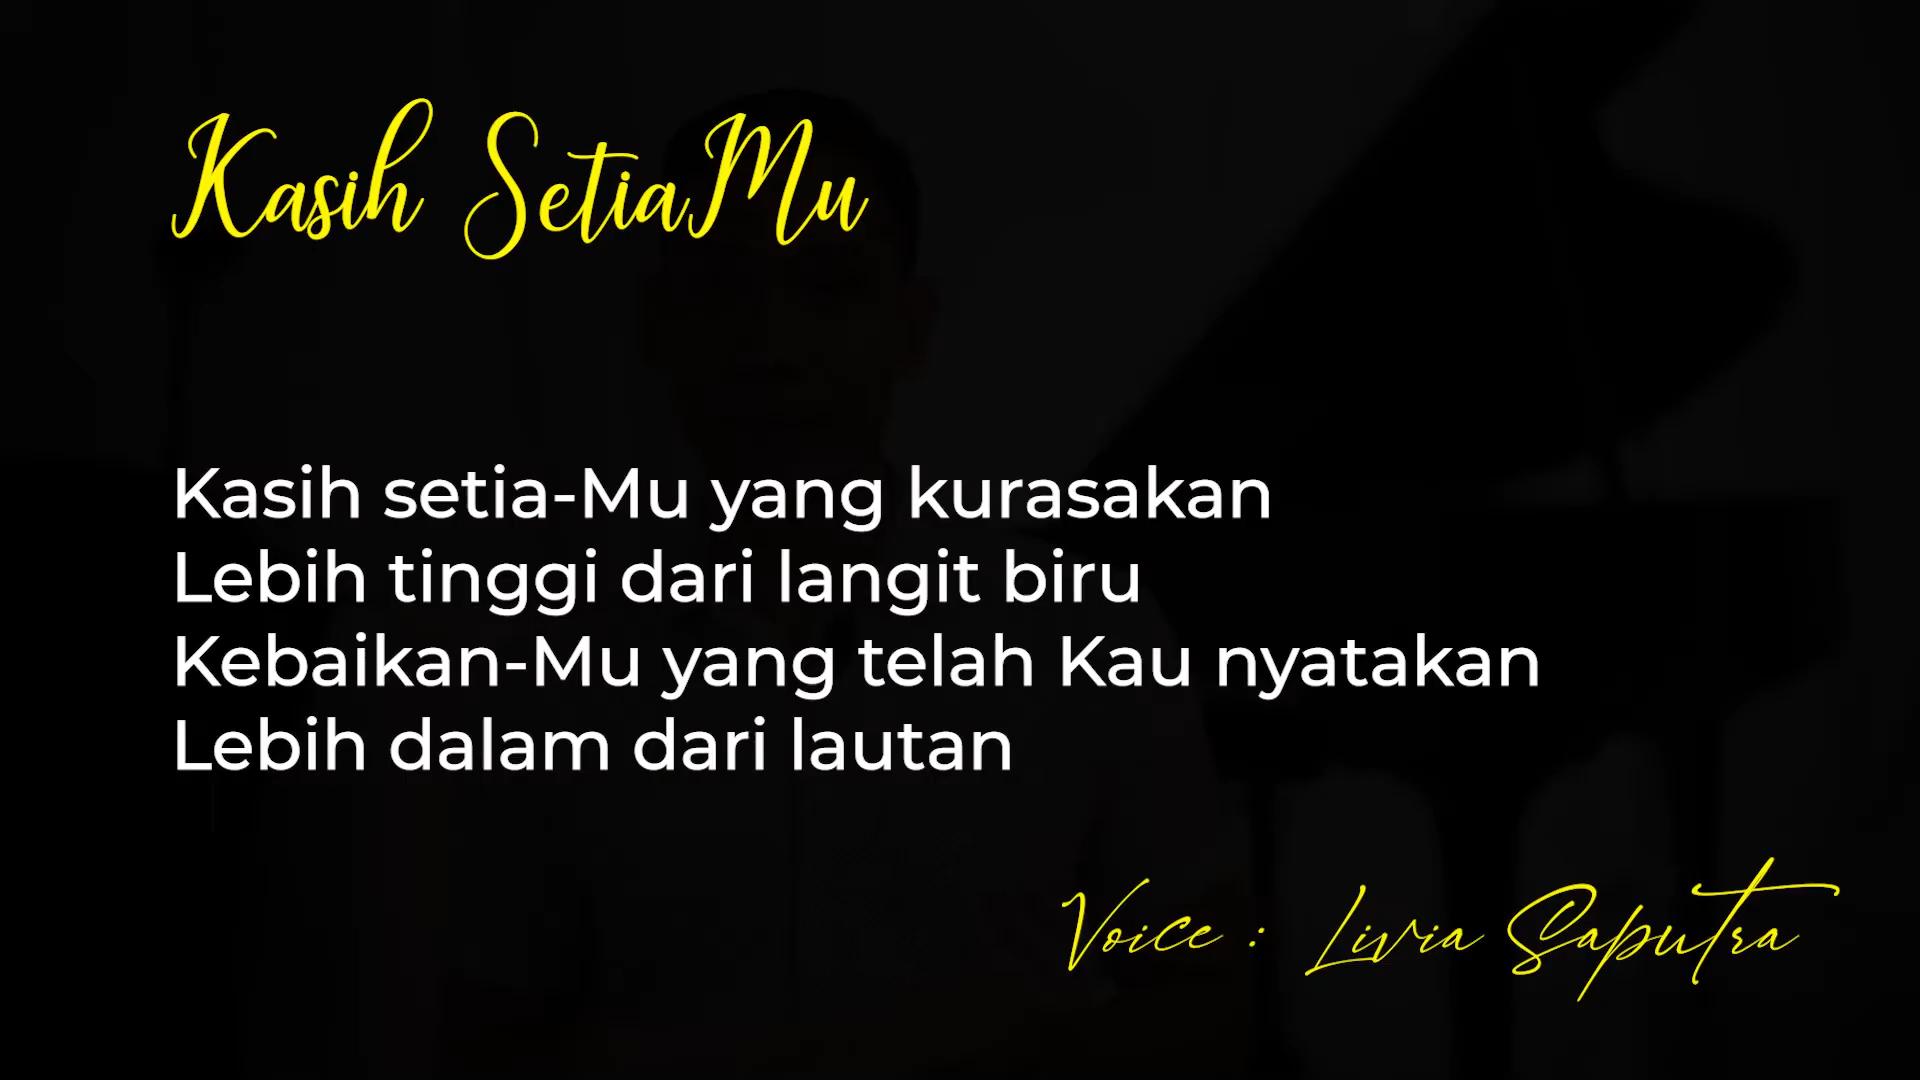 Kasih SetiaMu
Kasih setia-Mu yang kurasakan
Lebih tinggi dari langit biru
Kebaikan-Mu yang telah Kau nyatakan
Lebih dalam dari lautan
Voice : Livia Saputra